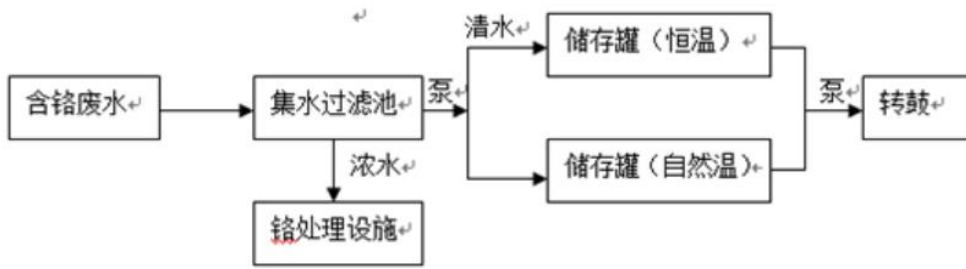 清水
储存罐（恒温）
含铬废水
集水过滤池
泵
泵
转鼓
浓水
储存罐（自然温）
铬处理设施